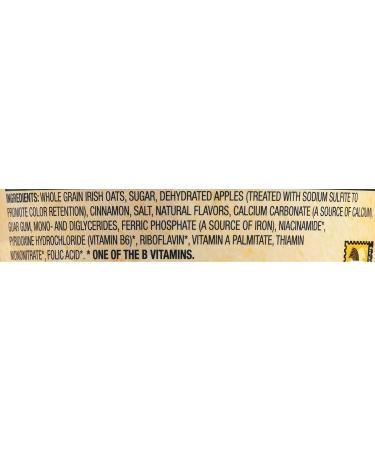 INGREDIENTS: WHOLE GRAIN IRISH OATS, SUGAR, DEHYDRATED APPLES (TREATED WITH SODIUM SULFITE TO
PROMOTE COLOR RETENTION), CINNAMON, SALT, NATURAL FLAVORS, CALCIUM CARBONATE (A SOURCE OF CALCIUM),
GUAR GUM, MONO- AND DIGLYCERIDES, FERRIC PHOSPHATE (A SOURCE OF IRON), NIACINAMIDE*,
PYRIDOXINE HYDROCHLORIDE (VITAMIN B6)*, RIBOFLAVIN*, VITAMIN A PALMITATE, THIAMIN
MONONITRATE*, FOLIC ACID*. * ONE OF THE B VITAMINS.